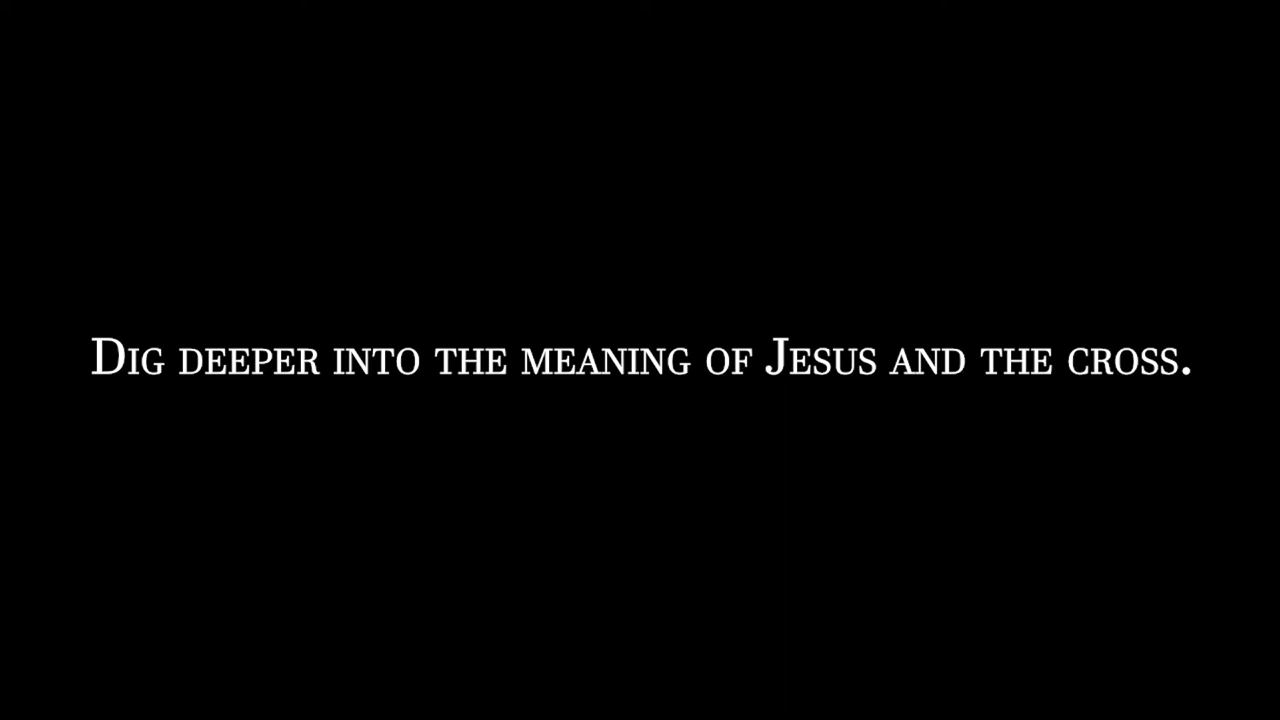 Dig deeper into the meaning of Jesus and the cross.